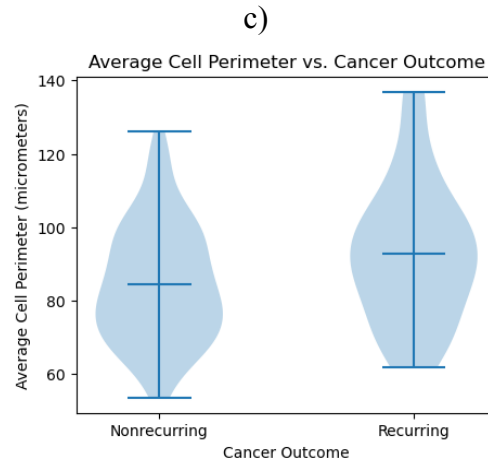 c)
Average Cell Perimeter vs. Cancer Outcome
Average Cell Perimeter (micrometers)
140
120
100
80
60
Nonrecurring
Recurring
Cancer Outcome